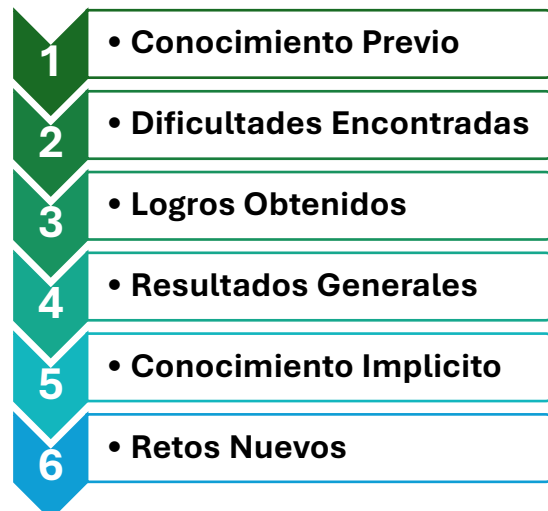 1 • Conocimiento Previo
2 • Dificultades Encontradas
3 • Logros Obtenidos
4 • Resultados Generales
5 • Conocimiento Implicito
6 • Retos Nuevos